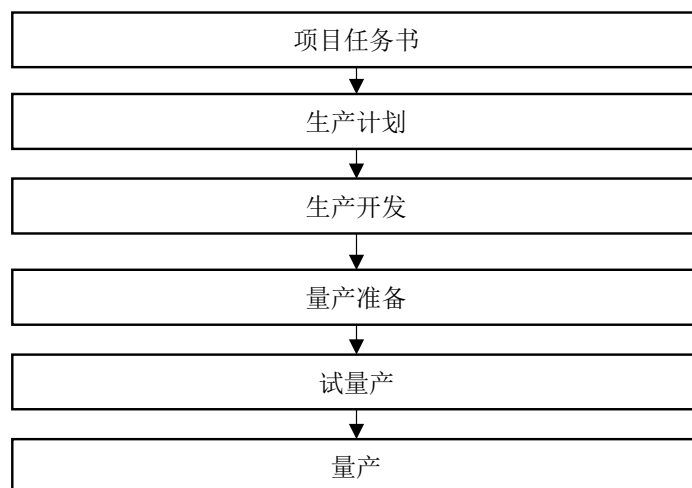 项目任务书
生产计划
生产开发
量产准备
试量产
量产